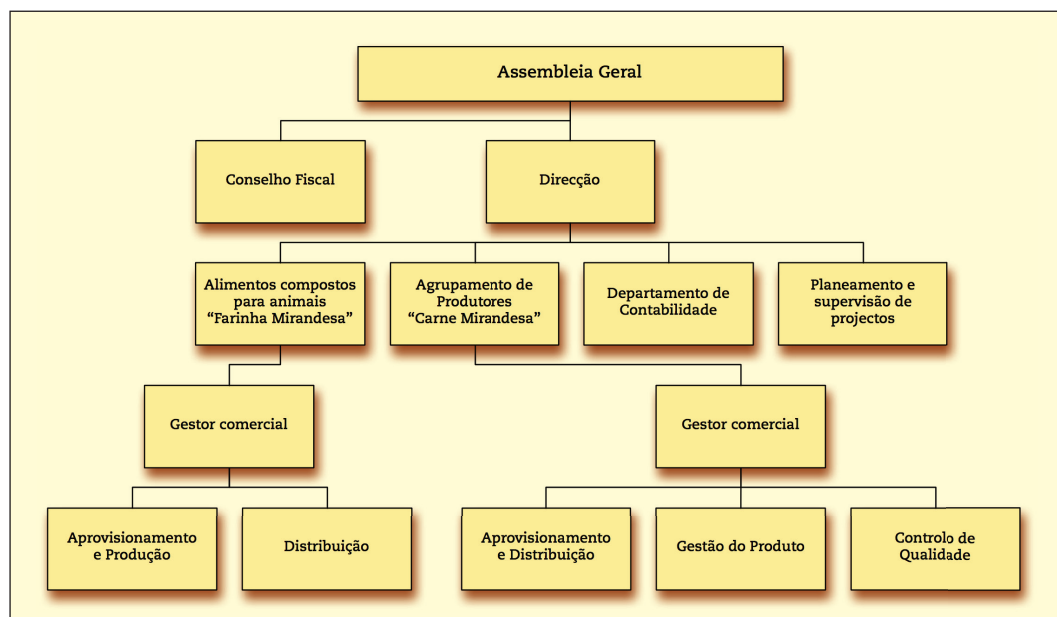 Assembleia Geral
Conselho Fiscal
Direcção
Alimentos compostos
para animais
“Farinha Mirandesa”
Agrupamento de
Produtores
“Carne Mirandesa”
Departamento de
Contabilidade
Planeamento e
supervisão de
projectos
Gestor comercial
Gestor comercial
Aprovisionamento
e Produção
Distribuição
Aprovisionamento
e Distribuição
Gestão do Produto
Controlo de
Qualidade